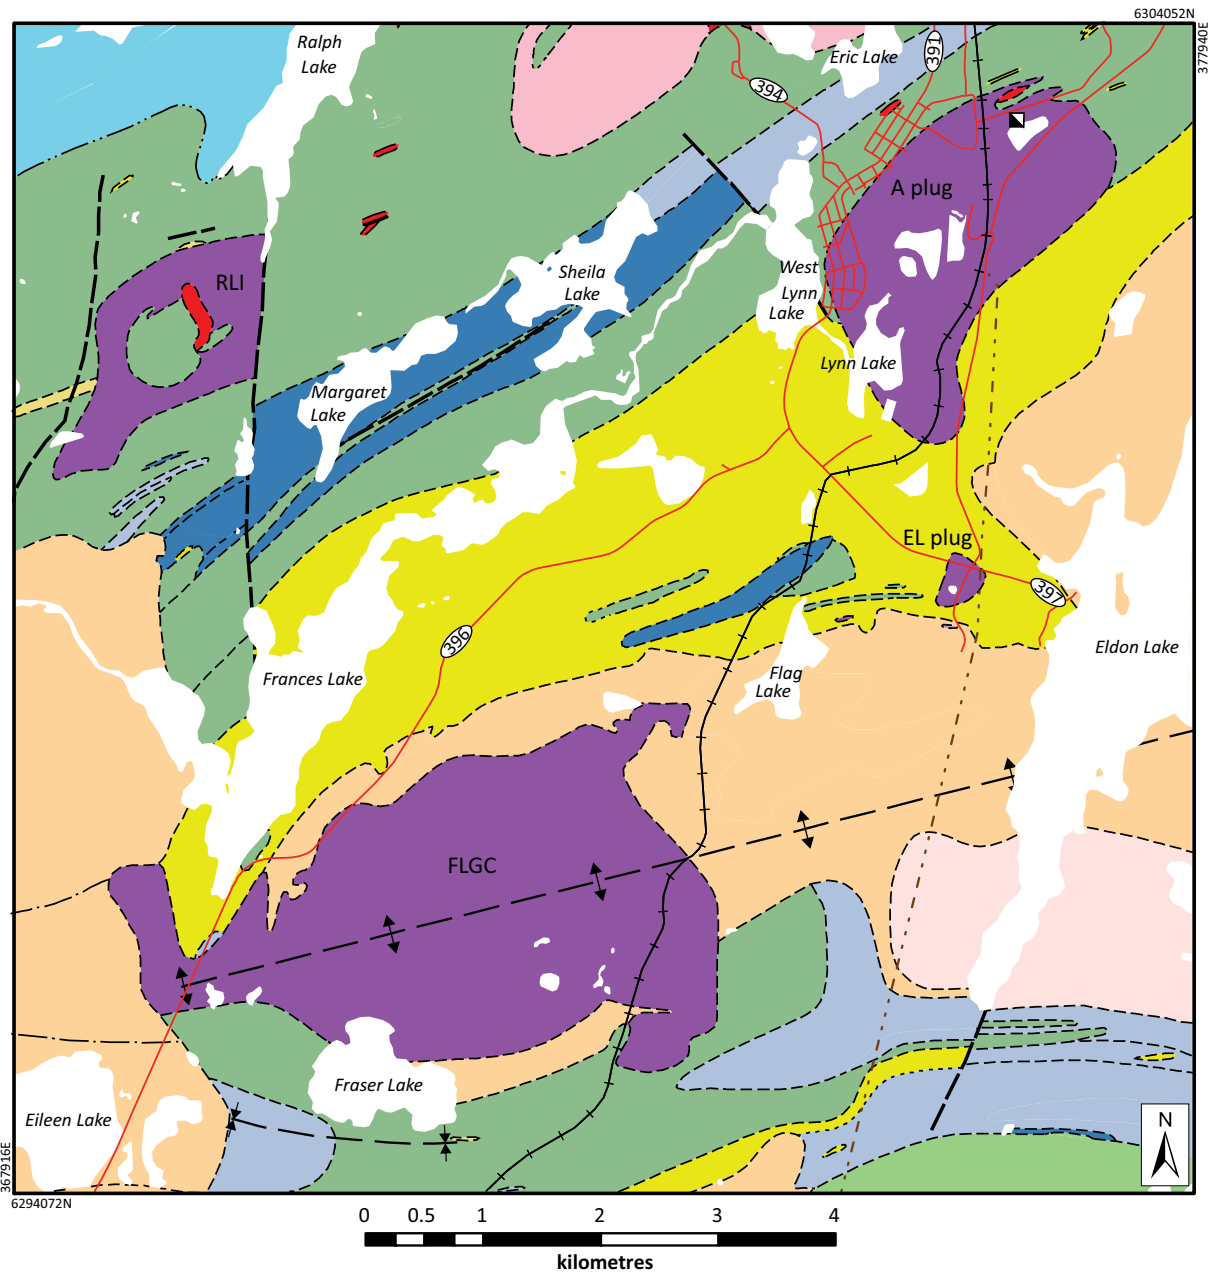 6304052N
377940E
Ralph
Lake
Eric Lake
391
394
A plug
RLI
West
Lynn
Lake
Sheila
Lake
Lynn Lake
Margaret
Lake
EL plug
397
396
Eldon Lake
Frances Lake
Flag
Lake
FLGC
Fraser Lake
Eileen Lake
N
367916E
6294072N
0 0.5 1 2 3 4
kilometres